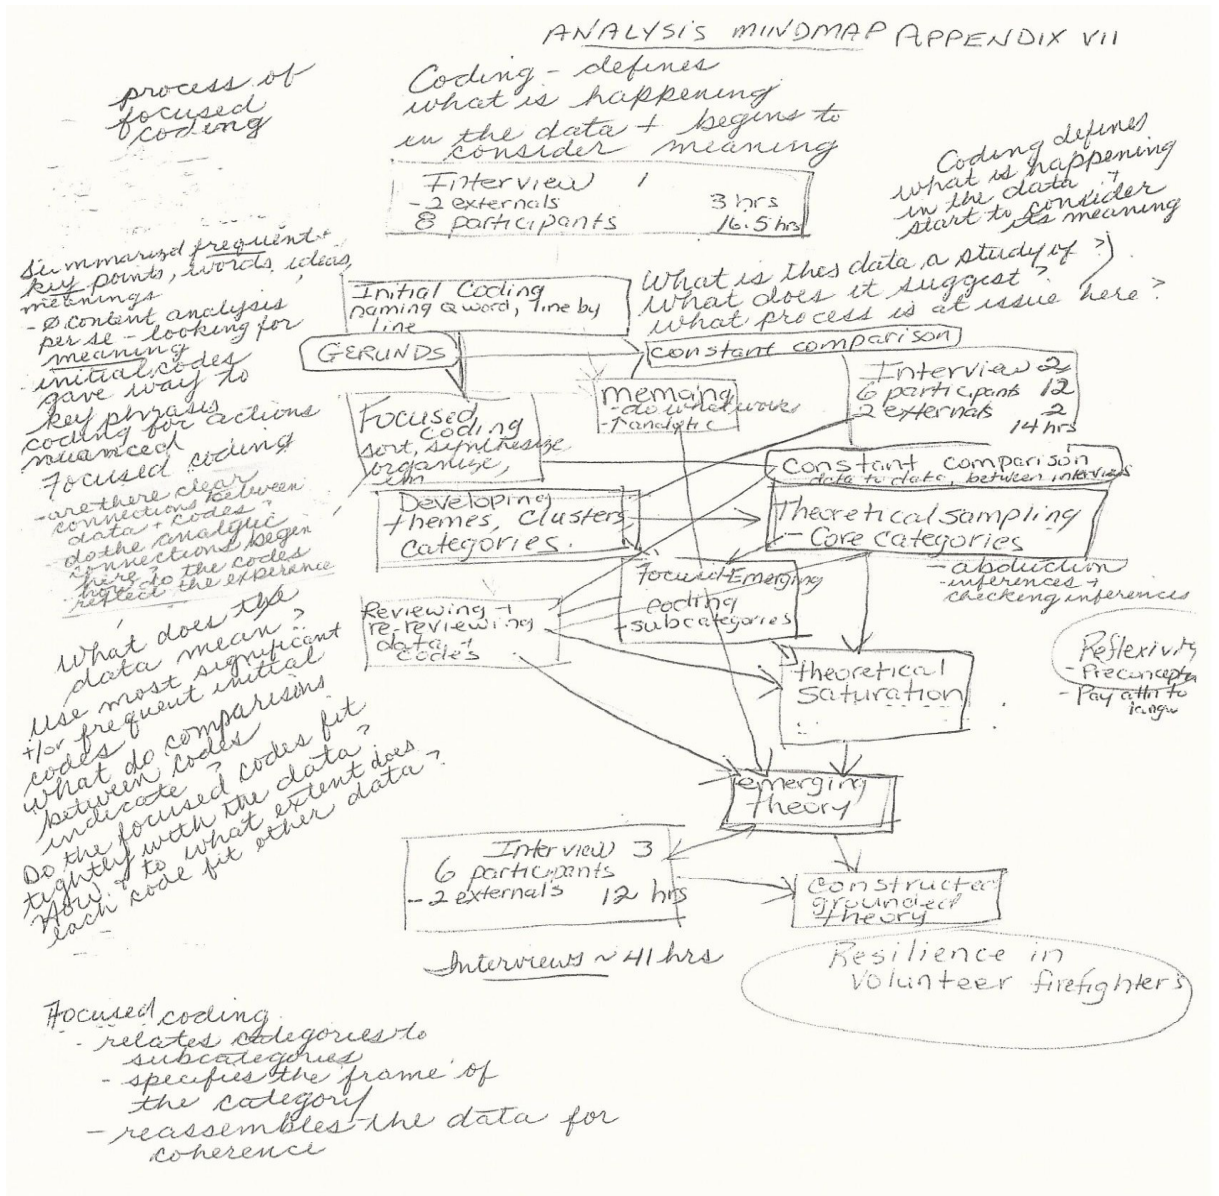 ANALYSIS MINDMAP APPENDIX VII
process of
focused
coding
Coding - defines
what is happening
in the data + begins to
consider meaning
Coding defines
what is happening
in the data +
start to consider
its meaning
Interview 1
- 2 externals 3 hrs
8 participants 16.5 hrs
Summarized frequent +
key points, words, ideas,
meanings
- Ø content analysis
per se - looking for
meaning
- initial codes
gave way to
key phrases
coding for actions
nuanced
Focused coding
- are there clear
connections between
data + codes?
- do the analytic
connections begin
here?
- how do the codes
reflect the experience
What is this data a study of?
What does it suggest?
what process is at issue here?
Initial Coding
naming a word, line by
line
GERUNDS
constant comparison
Interview 2
6 participants 12
2 externals 2
14 hrs
memoing
- do what works
- analytic
Focused
coding
sort, synthesize
organize,
Constant comparison
data to data, between interviews
Developing
themes, clusters,
categories.
Theoretical Sampling
- Core categories
- abduction
- inferences +
checking inferences
Focused-Emerging
coding
- subcategories
Reviewing +
re-reviewing
data +
codes
Reflexivity
- Preconcepts
- Pay attn to
theoretical
saturation
What does the
data mean?
Use most significant
+/or frequent initial
codes
What do comparisons
between codes
indicate?
Do the focused codes fit
tightly with the data?
How + to what extent does
each code fit other data?
emerging
theory
Interview 3
6 participants
- 2 externals 12 hrs
constructed
grounded
theory
Interviews ~ 41 hrs
Resilience in
volunteer firefighters
Focused coding
- relates categories to
subcategories
- specifies the frame of
the category
- reassembles the data for
coherence